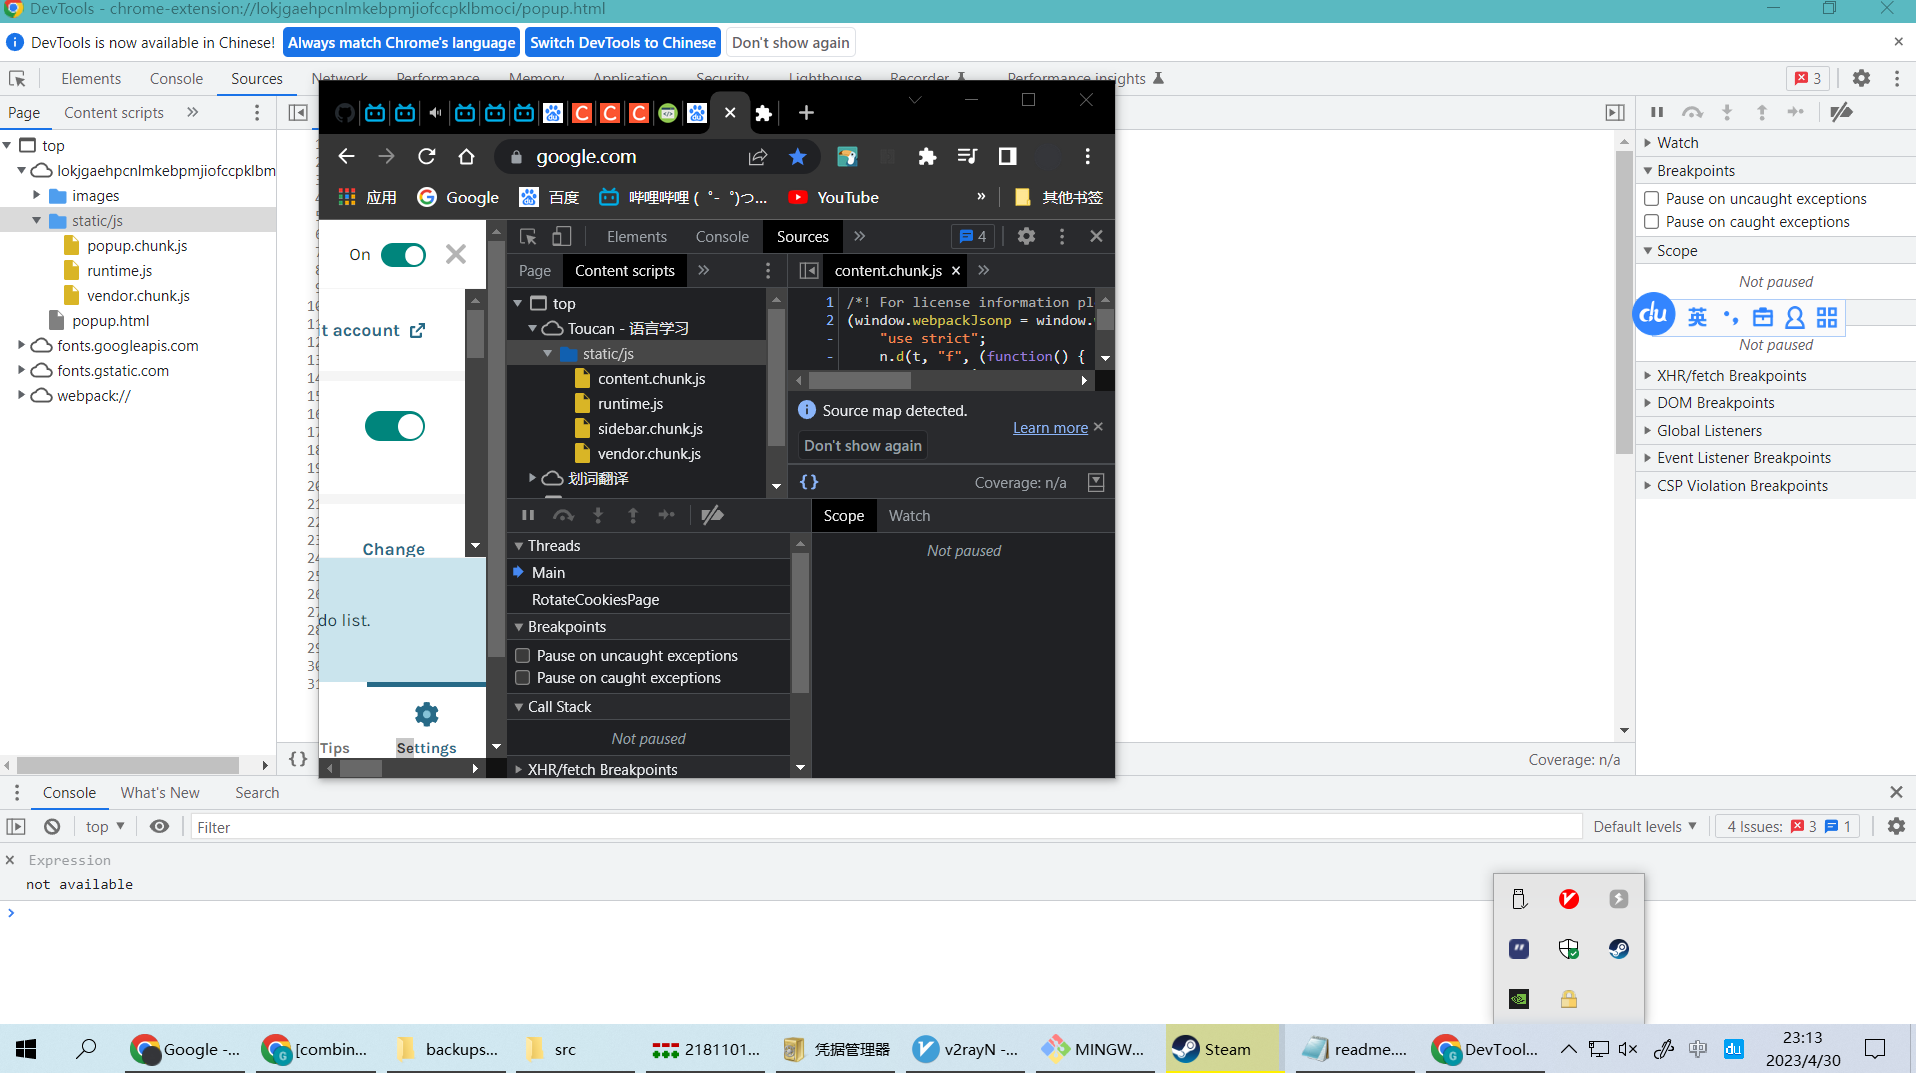 DevTools - chrome-extension://lokjgaehpcnlmkebpmjiofccpklbmoci/popup.html
DevTools is now available in Chinese!
Always match Chrome's language
Switch DevTools to Chinese
Don't show again
Elements
Console
Sources
Network
Performance
Memory
Application
Security
Lighthouse
Recorder
Performance insights
3
Page
Content scripts
top
lokjgaehpcnlmkebpmjiofccpklbm
images
static/js
popup.chunk.js
runtime.js
vendor.chunk.js
popup.html
fonts.googleapis.com
fonts.gstatic.com
webpack://
google.com
应用
Google
百度
哔哩哔哩 ( ゜- ゜)つ...
YouTube
其他书签
On
t account
Change
do list.
Tips
Settings
Elements
Console
Sources
4
Page
Content scripts
top
Toucan - 语言学习
static/js
content.chunk.js
runtime.js
sidebar.chunk.js
vendor.chunk.js
划词翻译
content.chunk.js
1 /*! For license information pl
2 (window.webpackJsonp = window.
- "use strict";
- n.d(t, "f", (function() {
Source map detected.
Learn more
Don't show again
{}
Coverage: n/a
Scope
Watch
Not paused
Threads
Main
RotateCookiesPage
Breakpoints
Pause on uncaught exceptions
Pause on caught exceptions
Call Stack
Not paused
XHR/fetch Breakpoints
Watch
Breakpoints
Pause on uncaught exceptions
Pause on caught exceptions
Scope
Not paused
du 英
Not paused
XHR/fetch Breakpoints
DOM Breakpoints
Global Listeners
Event Listener Breakpoints
CSP Violation Breakpoints
{}
Coverage: n/a
Console
What's New
Search
top
Filter
Default levels
4 Issues: 3 1
Expression
not available
Google -...
[combin...
backups...
src
2181101...
凭据管理器
v2rayN -...
MINGW...
Steam
readme....
DevTool...
中
du
23:13
2023/4/30